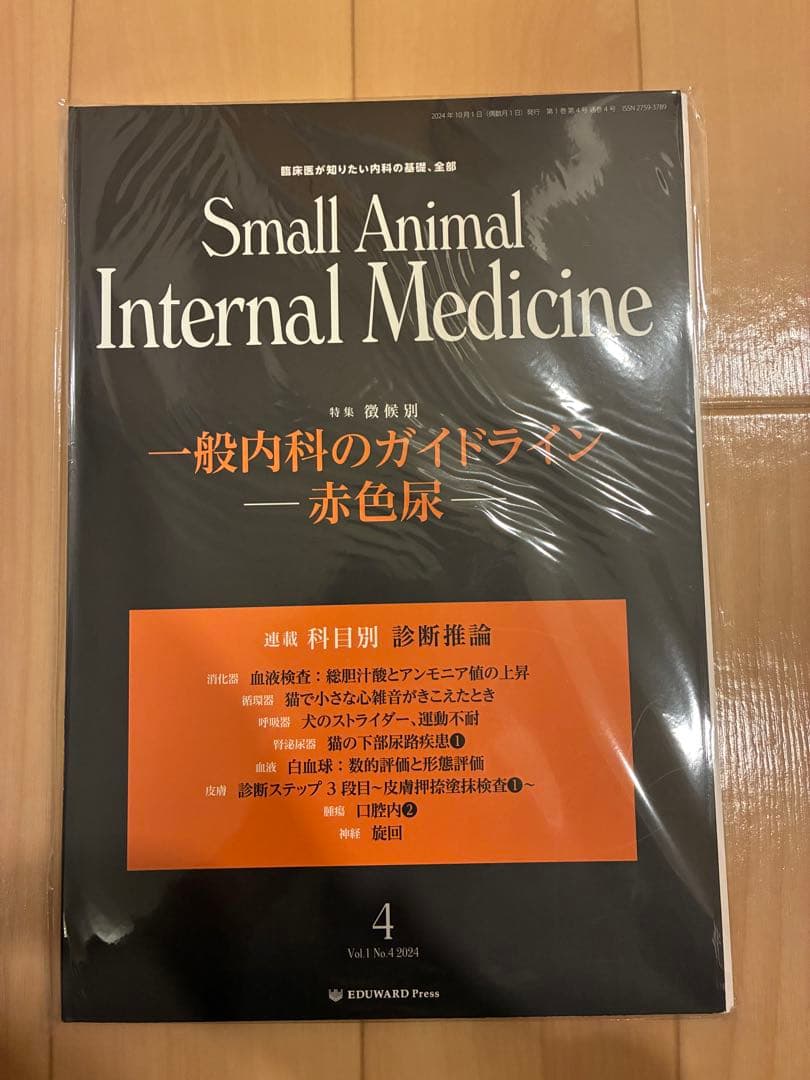 2024年10月1日(偶数月1日)発行 第1巻第4号通巻4号 ISSN 2759-3789
臨床医が知りたい内科の基礎、全部
Small Animal
Internal Medicine
特集 徴候別
一般内科のガイドライン
―赤色尿―
連載 科目別 診断推論
消化器 血液検査：総胆汁酸とアンモニア値の上昇
循環器 猫で小さな心雑音がきこえたとき
呼吸器 犬のストライダー、運動不耐
腎泌尿器 猫の下部尿路疾患❶
血液 白血球：数的評価と形態評価
皮膚 診断ステップ3段目～皮膚押捺塗抹検査❶～
腫瘍 口腔内❷
神経 旋回
4
Vol.1 No.4 2024
EDUWARD Press